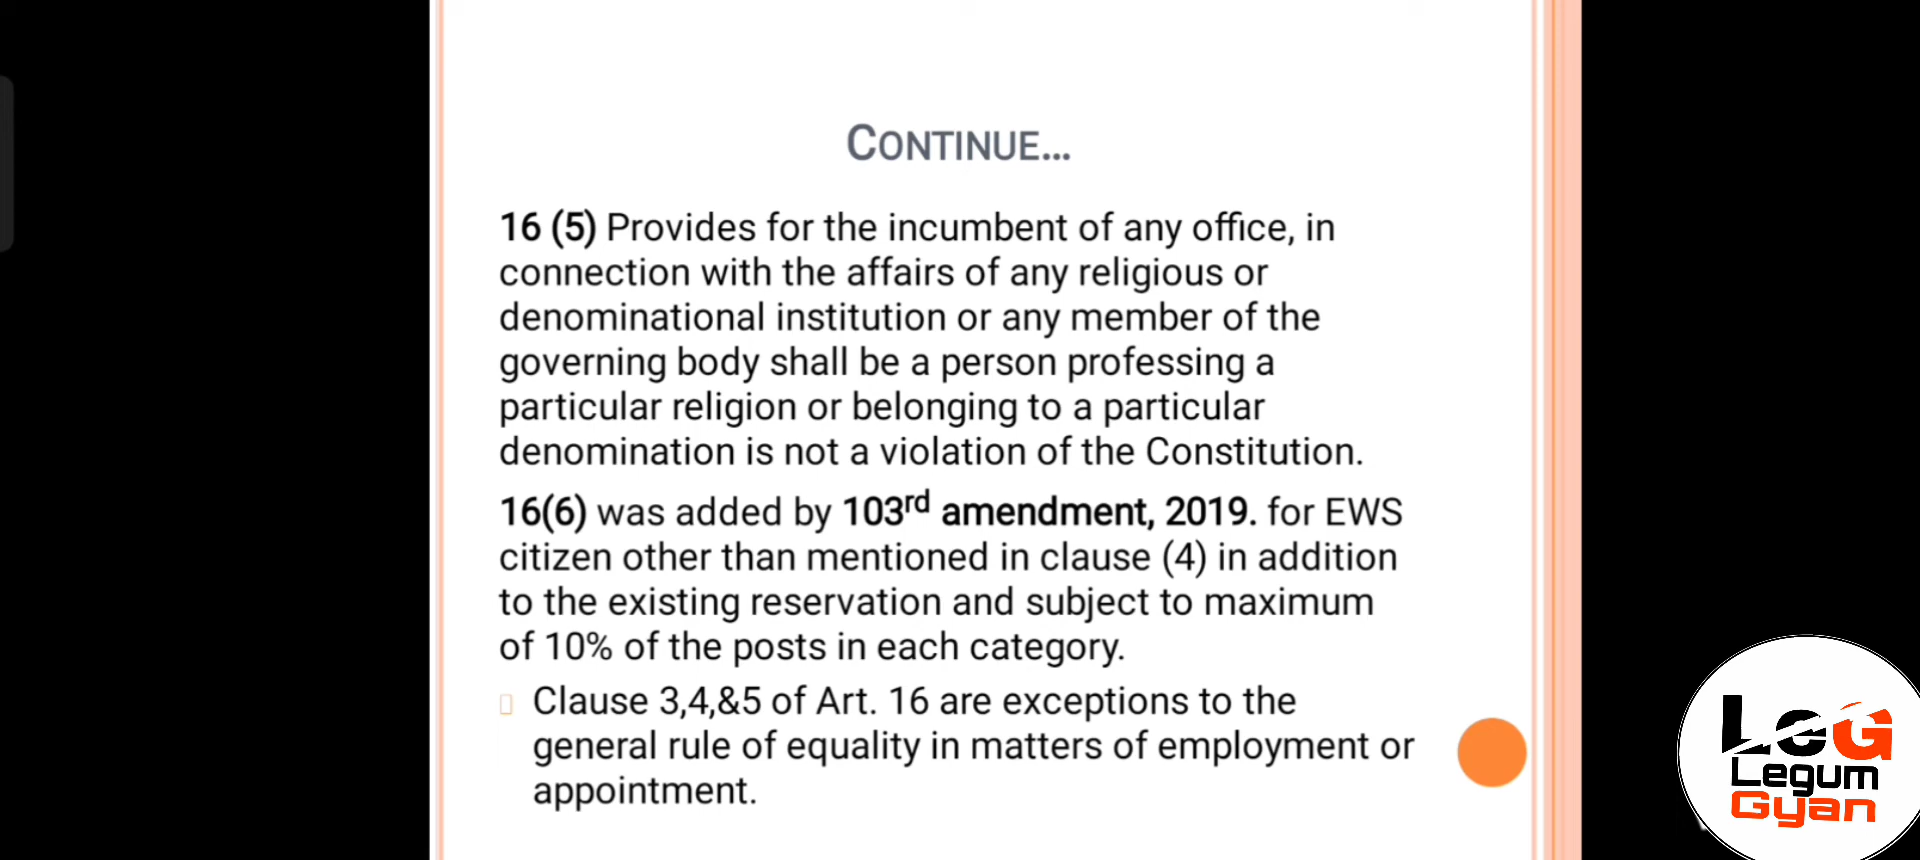 CONTINUE...
16 (5) Provides for the incumbent of any office, in
connection with the affairs of any religious or
denominational institution or any member of the
governing body shall be a person professing a
particular religion or belonging to a particular
denomination is not a violation of the Constitution.
16(6) was added by 103rd amendment, 2019. for EWS
citizen other than mentioned in clause (4) in addition
to the existing reservation and subject to maximum
of 10% of the posts in each category.
Clause 3,4,&5 of Art. 16 are exceptions to the
general rule of equality in matters of employment or
appointment.
LeG
Legum
Gyan